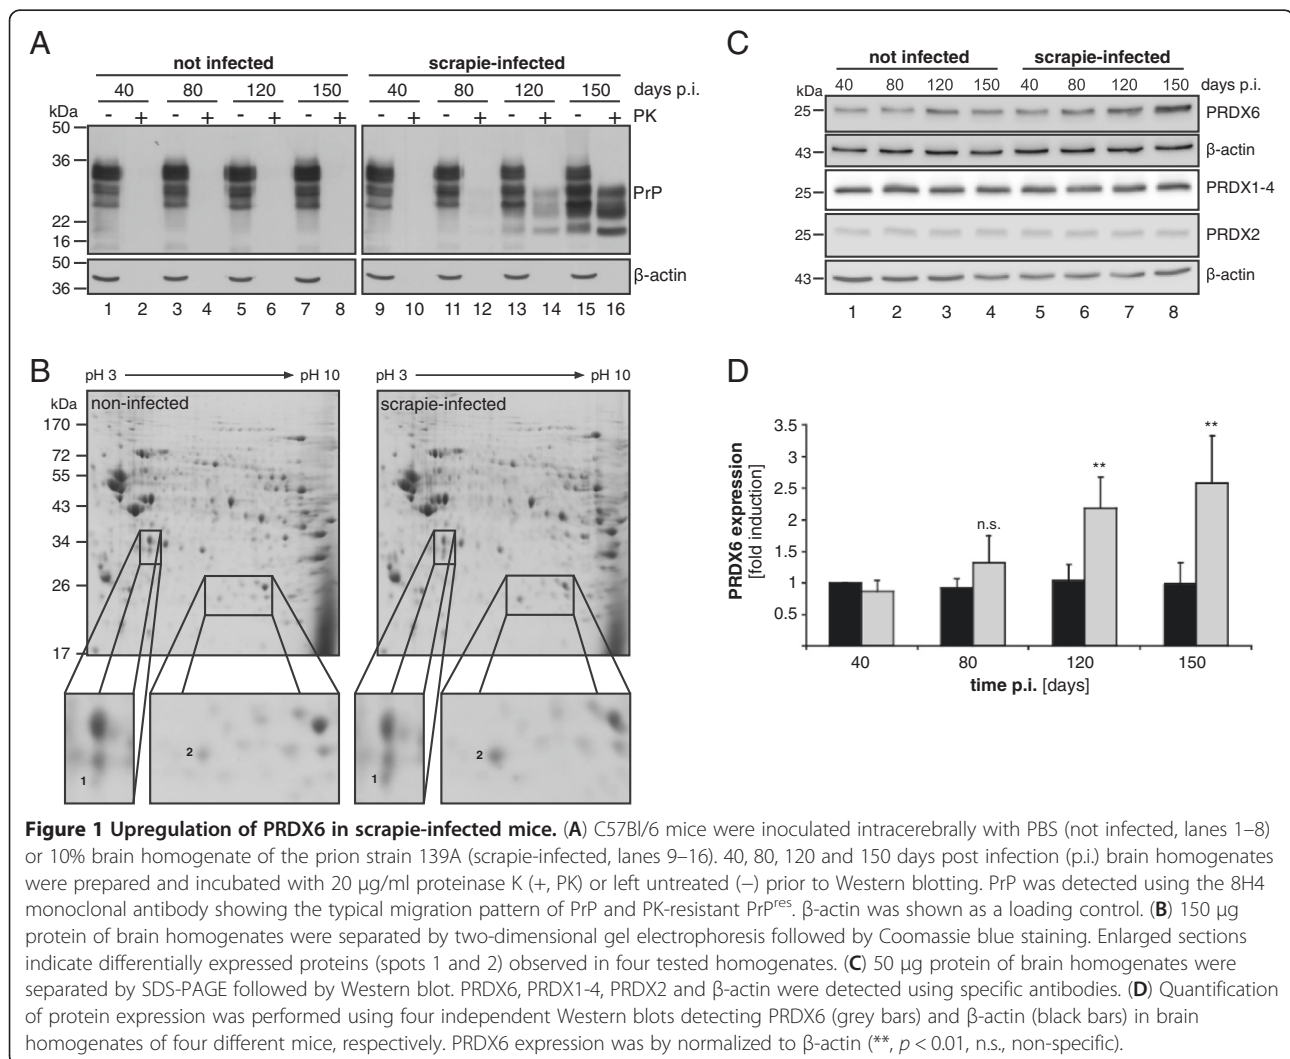 A
not infected
scrapie-infected
40 80 120 150 40 80 120 150 days p.i.
kDa - + - + - + - + - + - + - + - + PK
50
36
PrP
22
16
50
β-actin
36
1 2 3 4 5 6 7 8 9 10 11 12 13 14 15 16
C
not infected
scrapie-infected
40 80 120 150 40 80 120 150 days p.i.
kDa
25 PRDX6
43 β-actin
25 PRDX1-4
25 PRDX2
43 β-actin
1 2 3 4 5 6 7 8
B
pH 3 pH 10 pH 3 pH 10
kDa non-infected scrapie-infected
170
72
55
43
34
26
17
1 2 1 2
D
PRDX6 expression
[fold induction]
3.5
3
2.5
2
1.5
1
0.5
n.s.
**
**
40 80 120 150
time p.i. [days]
Figure 1 Upregulation of PRDX6 in scrapie-infected mice. (A) C57Bl/6 mice were inoculated intracerebrally with PBS (not infected, lanes 1–8)
or 10% brain homogenate of the prion strain 139A (scrapie-infected, lanes 9–16). 40, 80, 120 and 150 days post infection (p.i.) brain homogenates
were prepared and incubated with 20 μg/ml proteinase K (+, PK) or left untreated (−) prior to Western blotting. PrP was detected using the 8H4
monoclonal antibody showing the typical migration pattern of PrP and PK-resistant PrPres. β-actin was shown as a loading control. (B) 150 μg
protein of brain homogenates were separated by two-dimensional gel electrophoresis followed by Coomassie blue staining. Enlarged sections
indicate differentially expressed proteins (spots 1 and 2) observed in four tested homogenates. (C) 50 μg protein of brain homogenates were
separated by SDS-PAGE followed by Western blot. PRDX6, PRDX1-4, PRDX2 and β-actin were detected using specific antibodies. (D) Quantification
of protein expression was performed using four independent Western blots detecting PRDX6 (grey bars) and β-actin (black bars) in brain
homogenates of four different mice, respectively. PRDX6 expression was by normalized to β-actin (**, p < 0.01, n.s., non-specific).